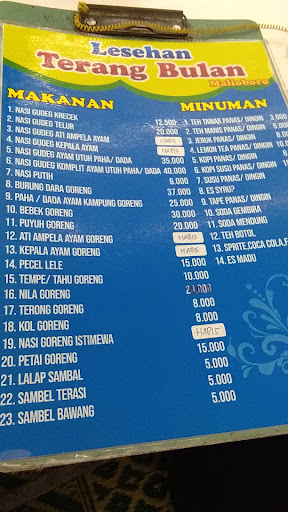 Lesehan
Terang Bulan
Malioboro
MAKANAN
1. NASI GUDEG KRECEK 12.500
2. NASI GUDEG TELUR 20.000
3. NASI GUDEG ATI AMPELA AYAM HABIS
4. NASI GUDEG KEPALA AYAM HABIS
5. NASI GUDEG AYAM UTUH PAHA/ DADA 35.000
6. NASI GUDEG KOMPLIT AYAM UTUH PAHA/ DADA 40.000
7. NASI PUTIH 6.000
8. BURUNG DARA GORENG 37.000
9. PAHA / DADA AYAM KAMPUNG GORENG 25.000
10. BEBEK GORENG 30.000
11. PUYUH GORENG 20.000
12. ATI AMPELA AYAM GORENG HABIS
13. KEPALA AYAM GORENG HABIS
14. PECEL LELE 15.000
15. TEMPE/ TAHU GORENG 10.000
16. NILA GORENG
17. TERONG GORENG 8.000
18. KOL GORENG 8.000
19. NASI GORENG ISTIMEWA HABIS
20. PETAI GORENG 15.000
21. LALAP SAMBAL 5.000
22. SAMBEL TERASI 5.000
23. SAMBEL BAWANG 5.000
MINUMAN
TEH TAWAR PANAS/ DINGIN 3.000
2. TEH MANIS PANAS/ DINGIN
3. JERUK PANAS/ DINGIN
4. LEMON TEA PANAS/ DINGIN
5. KOPI PANAS/ DINGIN
6. KOPI SUSU PANAS/ DINGIN
7. SUSU PANAS/ DINGIN
8. ES SYRUP
9. TAPE PANAS/ DINGIN
10. SODA GEMBIRA
11. SODA MENDUNG
12. TEH BOTOL
13. SPRITE,COCA COLA,F
14. ES MADU